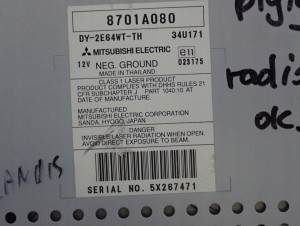 8701A080
DY-2E64WT-TH 34U171
MITSUBISHI ELECTRIC e11
12V NEG. GROUND 023175
MADE IN THAILAND
CLASS 1 LASER PRODUCT
PRODUCT COMPLIES WITH DHHS RULES 21
CFR SUBCHAPTER J PART 1040.10 AT
DATE OF MANUFACTURE.
MANUFACTURED
MITSUBISHI ELECTRIC CORPORATION
SANDA, HYOGO, JAPAN
DANGER
INVISIBLE LASER RADIATION WHEN OPEN.
AVOID DIRECT EXPOSURE TO BEAM.
SERIAL NO. 5X267471
radio
ok.